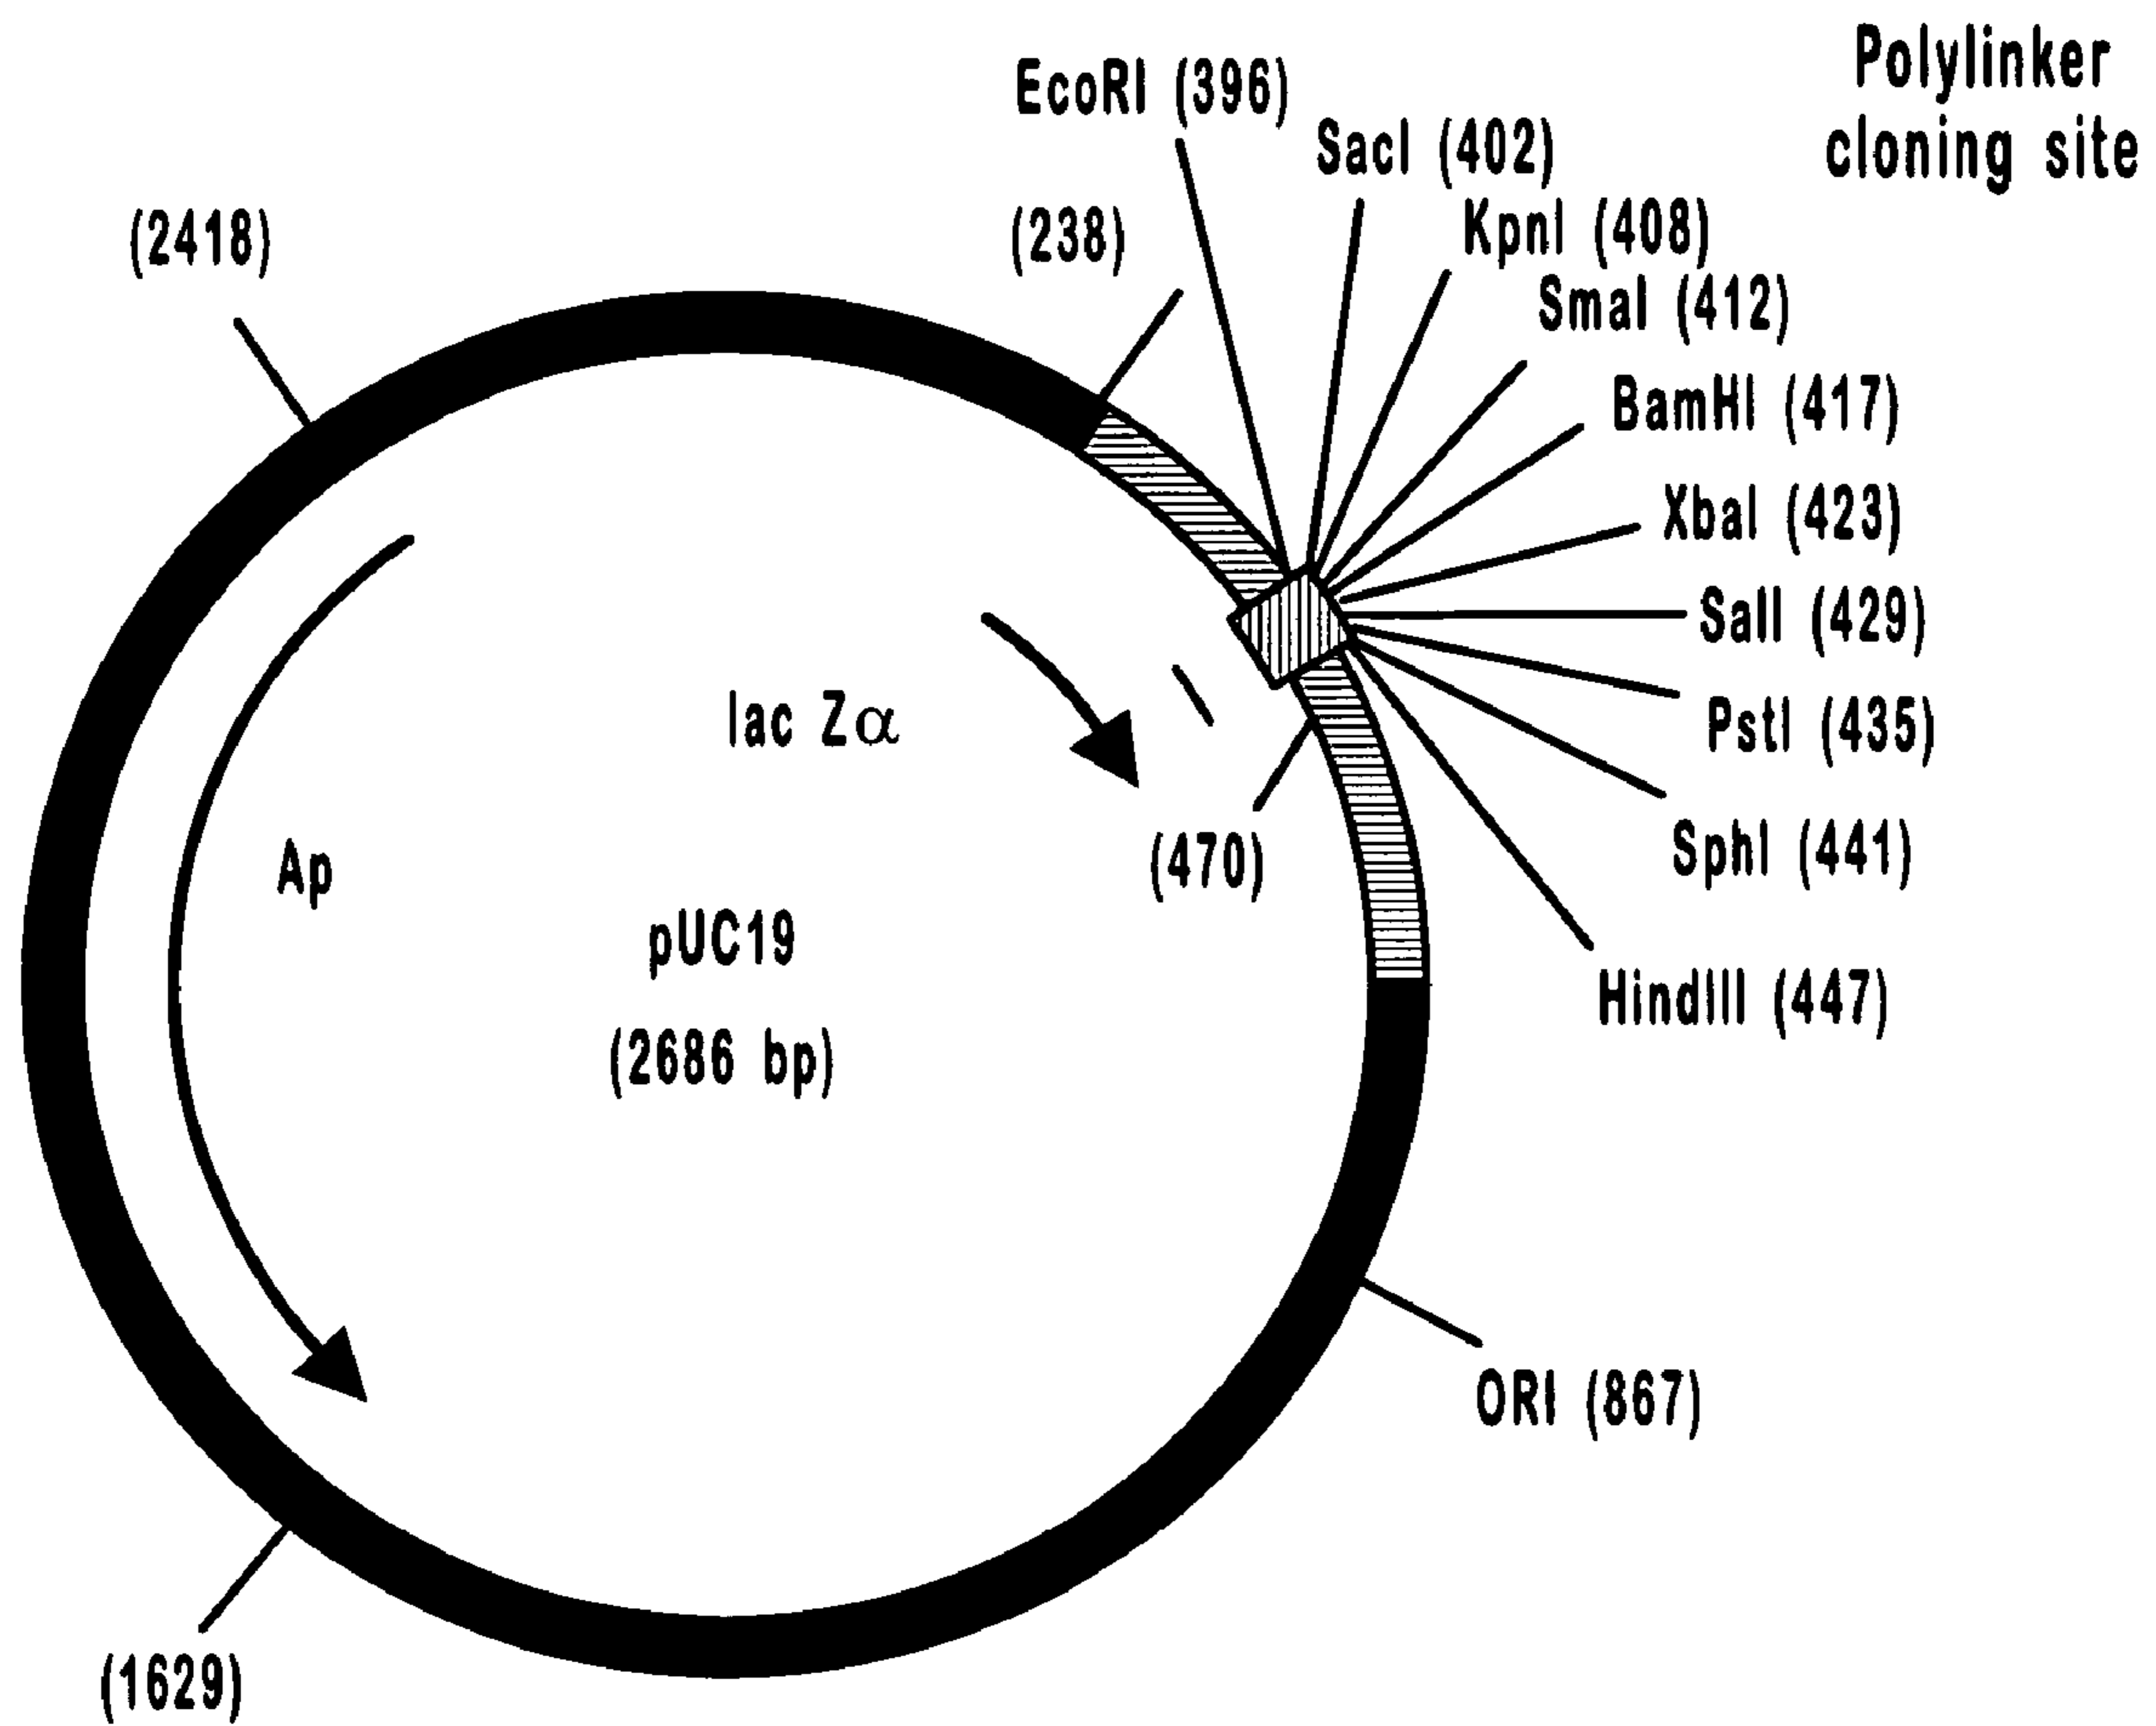 Polylinker
cloning site
EcoRI (396)
SacI (402)
KpnI (408)
SmaI (412)
BamHI (417)
XbaI (423)
SalI (429)
PstI (435)
SphI (441)
HindIII (447)
(238)
(2418)
lac Zα
(470)
Ap
pUC19
(2686 bp)
ORI (867)
(1629)